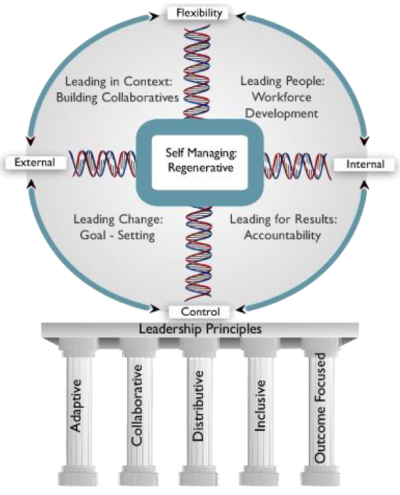 Flexibility
Leading in Context:
Building Collaboratives
Leading People:
Workforce
Development
External
Self Managing:
Regenerative
Internal
Leading Change:
Goal - Setting
Leading for Results:
Accountability
Control
Leadership Principles
Adaptive
Collaborative
Distributive
Inclusive
Outcome Focused